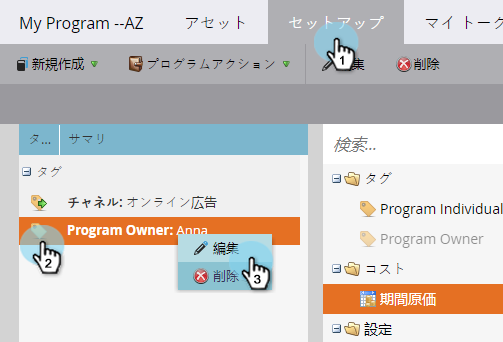 My Program --AZ アセット セットアップ マイ トーク
新規作成 プログラムアクション 集 削除
タ... サマリ
タグ
チャネル: オンライン広告
Program Owner: Anna
編集
削除
1
2
3
検索...
タグ
Program Individual
Program Owner
コスト
期間原価
設定